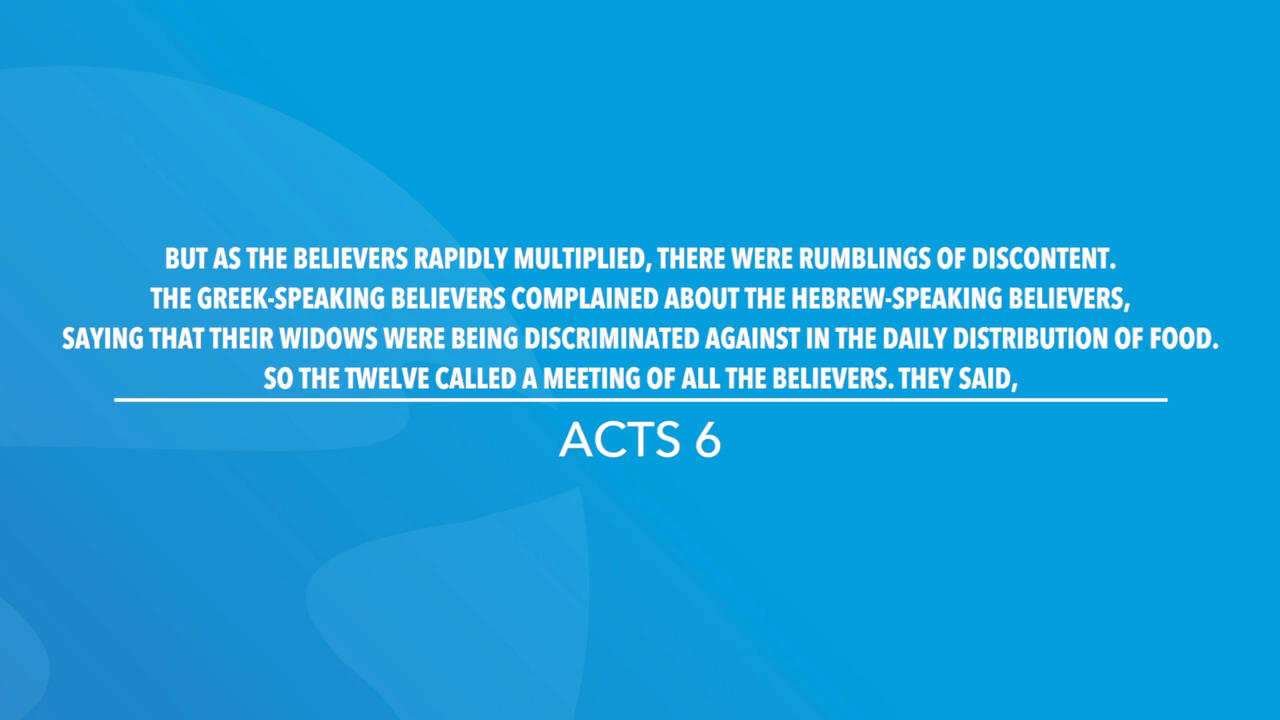 BUT AS THE BELIEVERS RAPIDLY MULTIPLIED, THERE WERE RUMBLINGS OF DISCONTENT.
THE GREEK-SPEAKING BELIEVERS COMPLAINED ABOUT THE HEBREW-SPEAKING BELIEVERS,
SAYING THAT THEIR WIDOWS WERE BEING DISCRIMINATED AGAINST IN THE DAILY DISTRIBUTION OF FOOD.
SO THE TWELVE CALLED A MEETING OF ALL THE BELIEVERS. THEY SAID,
ACTS 6